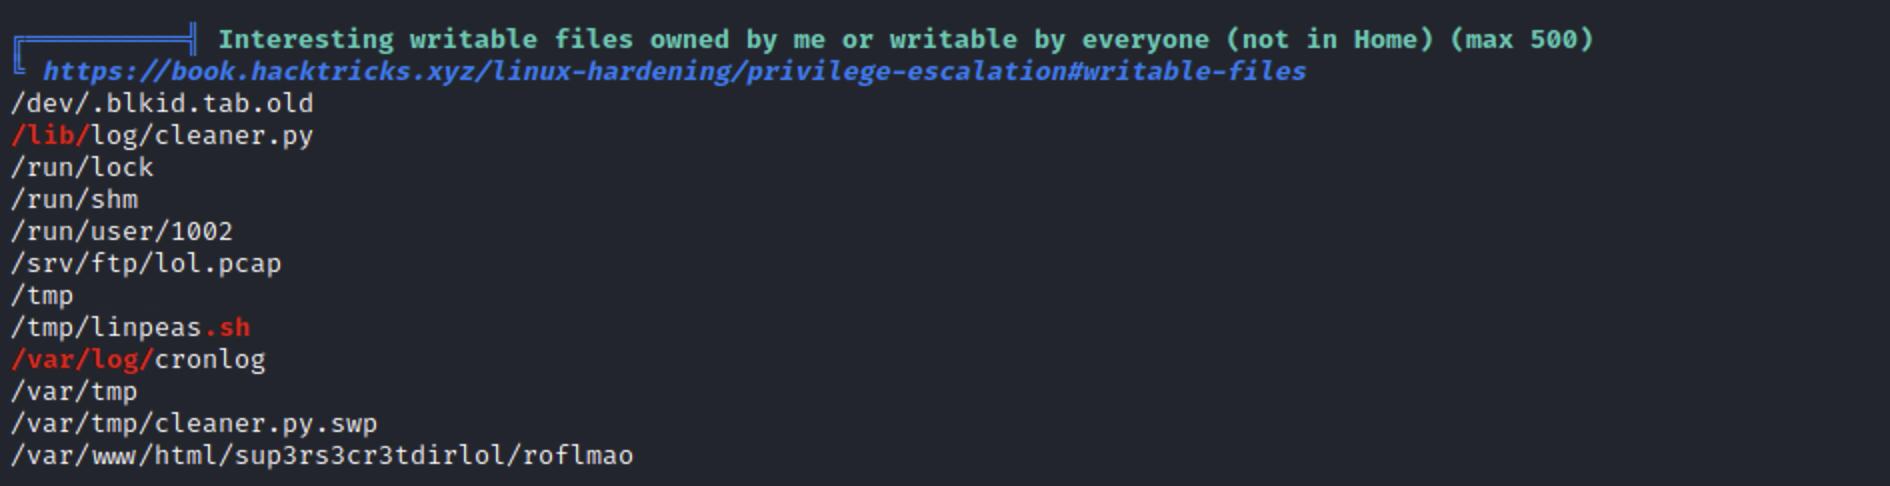 ╔══════════╣ Interesting writable files owned by me or writable by everyone (not in Home) (max 500)
╚ https://book.hacktricks.xyz/linux-hardening/privilege-escalation#writable-files
/dev/.blkid.tab.old
/lib/log/cleaner.py
/run/lock
/run/shm
/run/user/1002
/srv/ftp/lol.pcap
/tmp
/tmp/linpeas.sh
/var/log/cronlog
/var/tmp
/var/tmp/cleaner.py.swp
/var/www/html/sup3rs3cr3tdirlol/roflmao